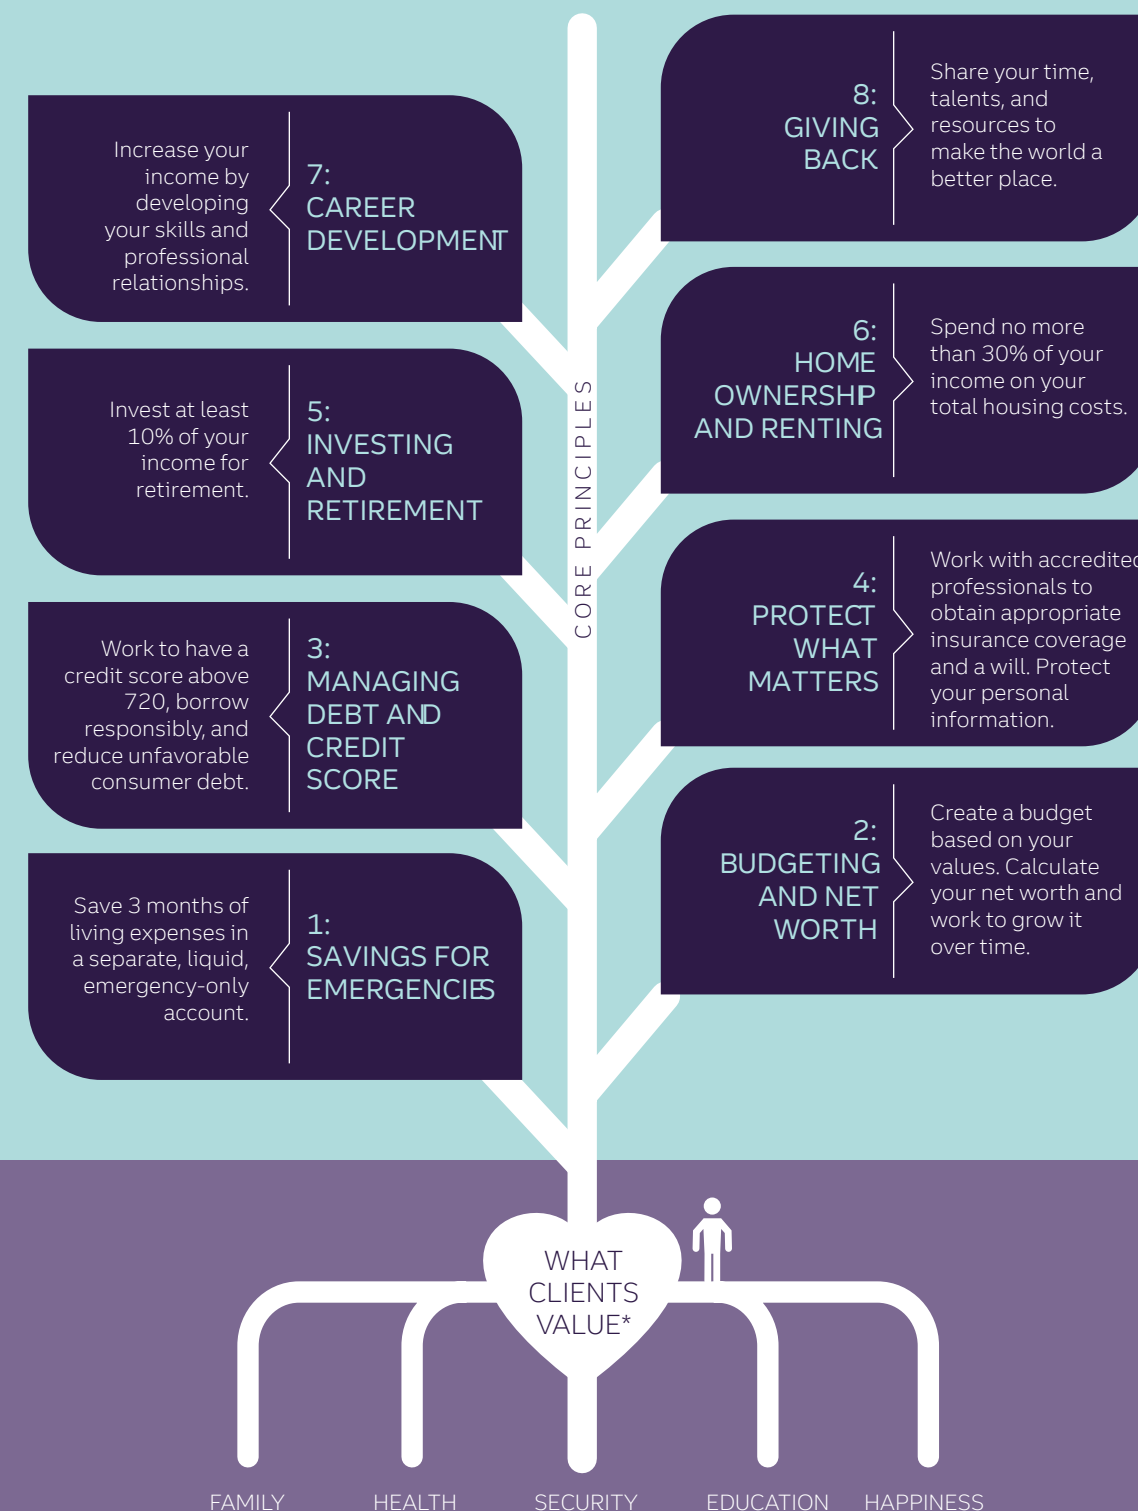 8:
GIVING
BACK
Share your time,
talents, and
resources to
make the world a
better place.
Increase your
income by
developing
your skills and
professional
relationships.
7:
CAREER
DEVELOPMENT
6:
HOME
OWNERSHIP
AND RENTING
Spend no more
than 30% of your
income on your
total housing costs.
Invest at least
10% of your
income for
retirement.
5:
INVESTING
AND
RETIREMENT
CORE PRINCIPLES
4:
PROTECT
WHAT
MATTERS
Work with accredited
professionals to
obtain appropriate
insurance coverage
and a will. Protect
your personal
information.
Work to have a
credit score above
720, borrow
responsibly, and
reduce unfavorable
consumer debt.
3:
MANAGING
DEBT AND
CREDIT
SCORE
2:
BUDGETING
AND NET
WORTH
Create a budget
based on your
values. Calculate
your net worth and
work to grow it
over time.
Save 3 months of
living expenses in
a separate, liquid,
emergency-only
account.
1:
SAVINGS FOR
EMERGENCIES
WHAT
CLIENTS
VALUE*
FAMILY
HEALTH
SECURITY
EDUCATION
HAPPINESS